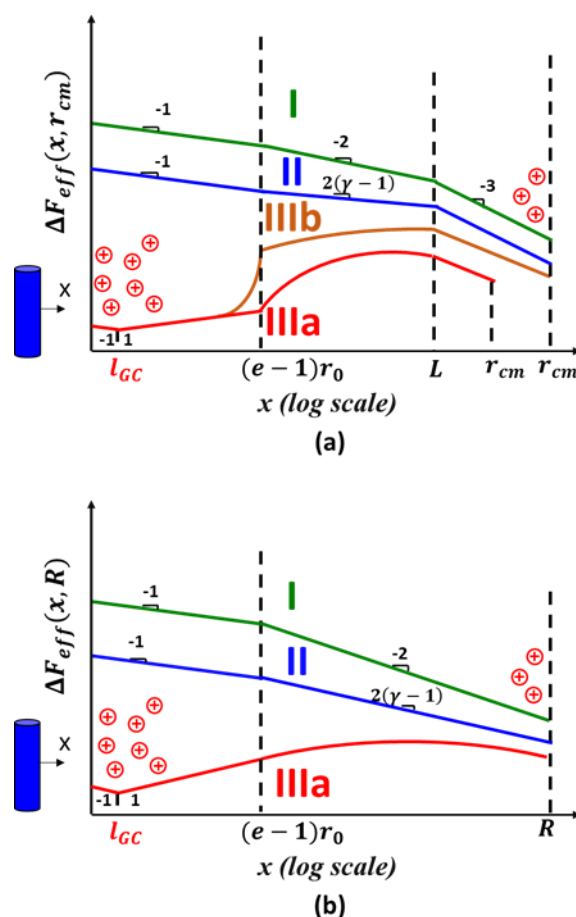 ΔF_eff(x, r_cm)
-1
I
-2
-1
II
2(γ − 1)
-3
IIIb
IIIa
X
-1 1
l_GC
(e − 1)r_0
L
r_cm
r_cm
x (log scale)
(a)
ΔF_eff(x, R)
-1
I
-1
II
-2
2(γ − 1)
IIIa
X
-1 1
l_GC
(e − 1)r_0
R
x (log scale)
(b)